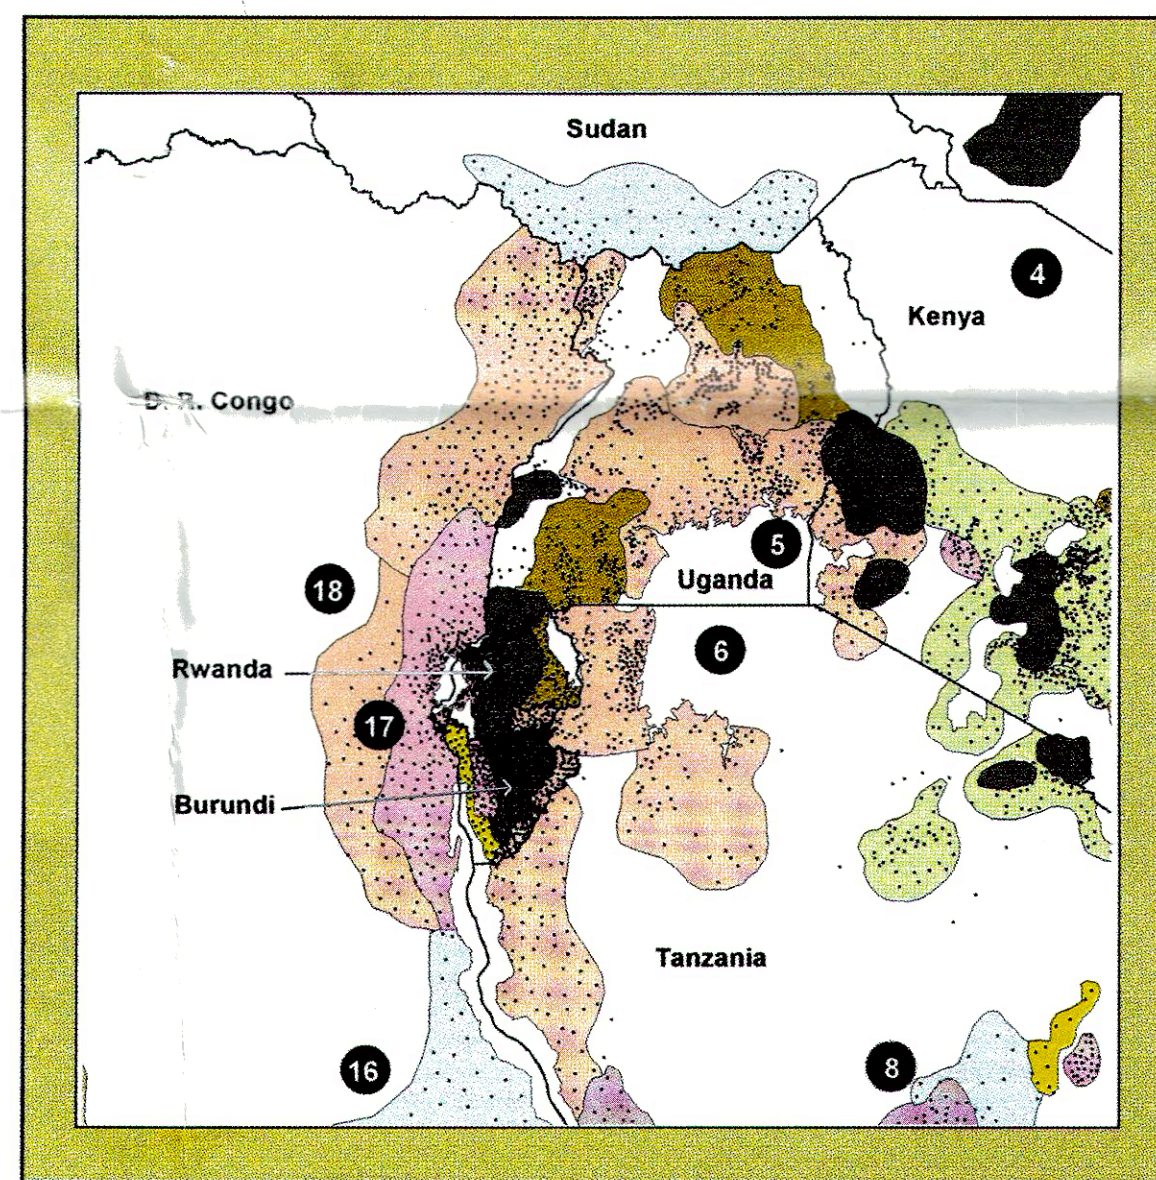 Sudan
4
Kenya
D. R. Congo
5
18
Uganda
6
Rwanda
17
Burundi
Tanzania
16
8